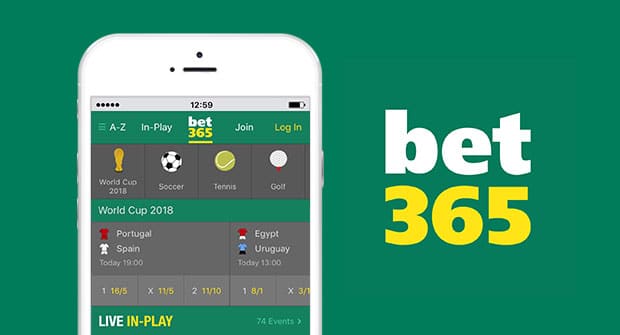 12:59
A-Z In-Play bet 365 Join Log In
World Cup 2018 Soccer Tennis Golf
World Cup 2018
Portugal Egypt
Spain Uruguay
Today 19:00 Today 13:00
1 16/5 X 11/5 2 11/10 1 8/1 X 3/1
LIVE IN-PLAY 74 Events >
bet
365